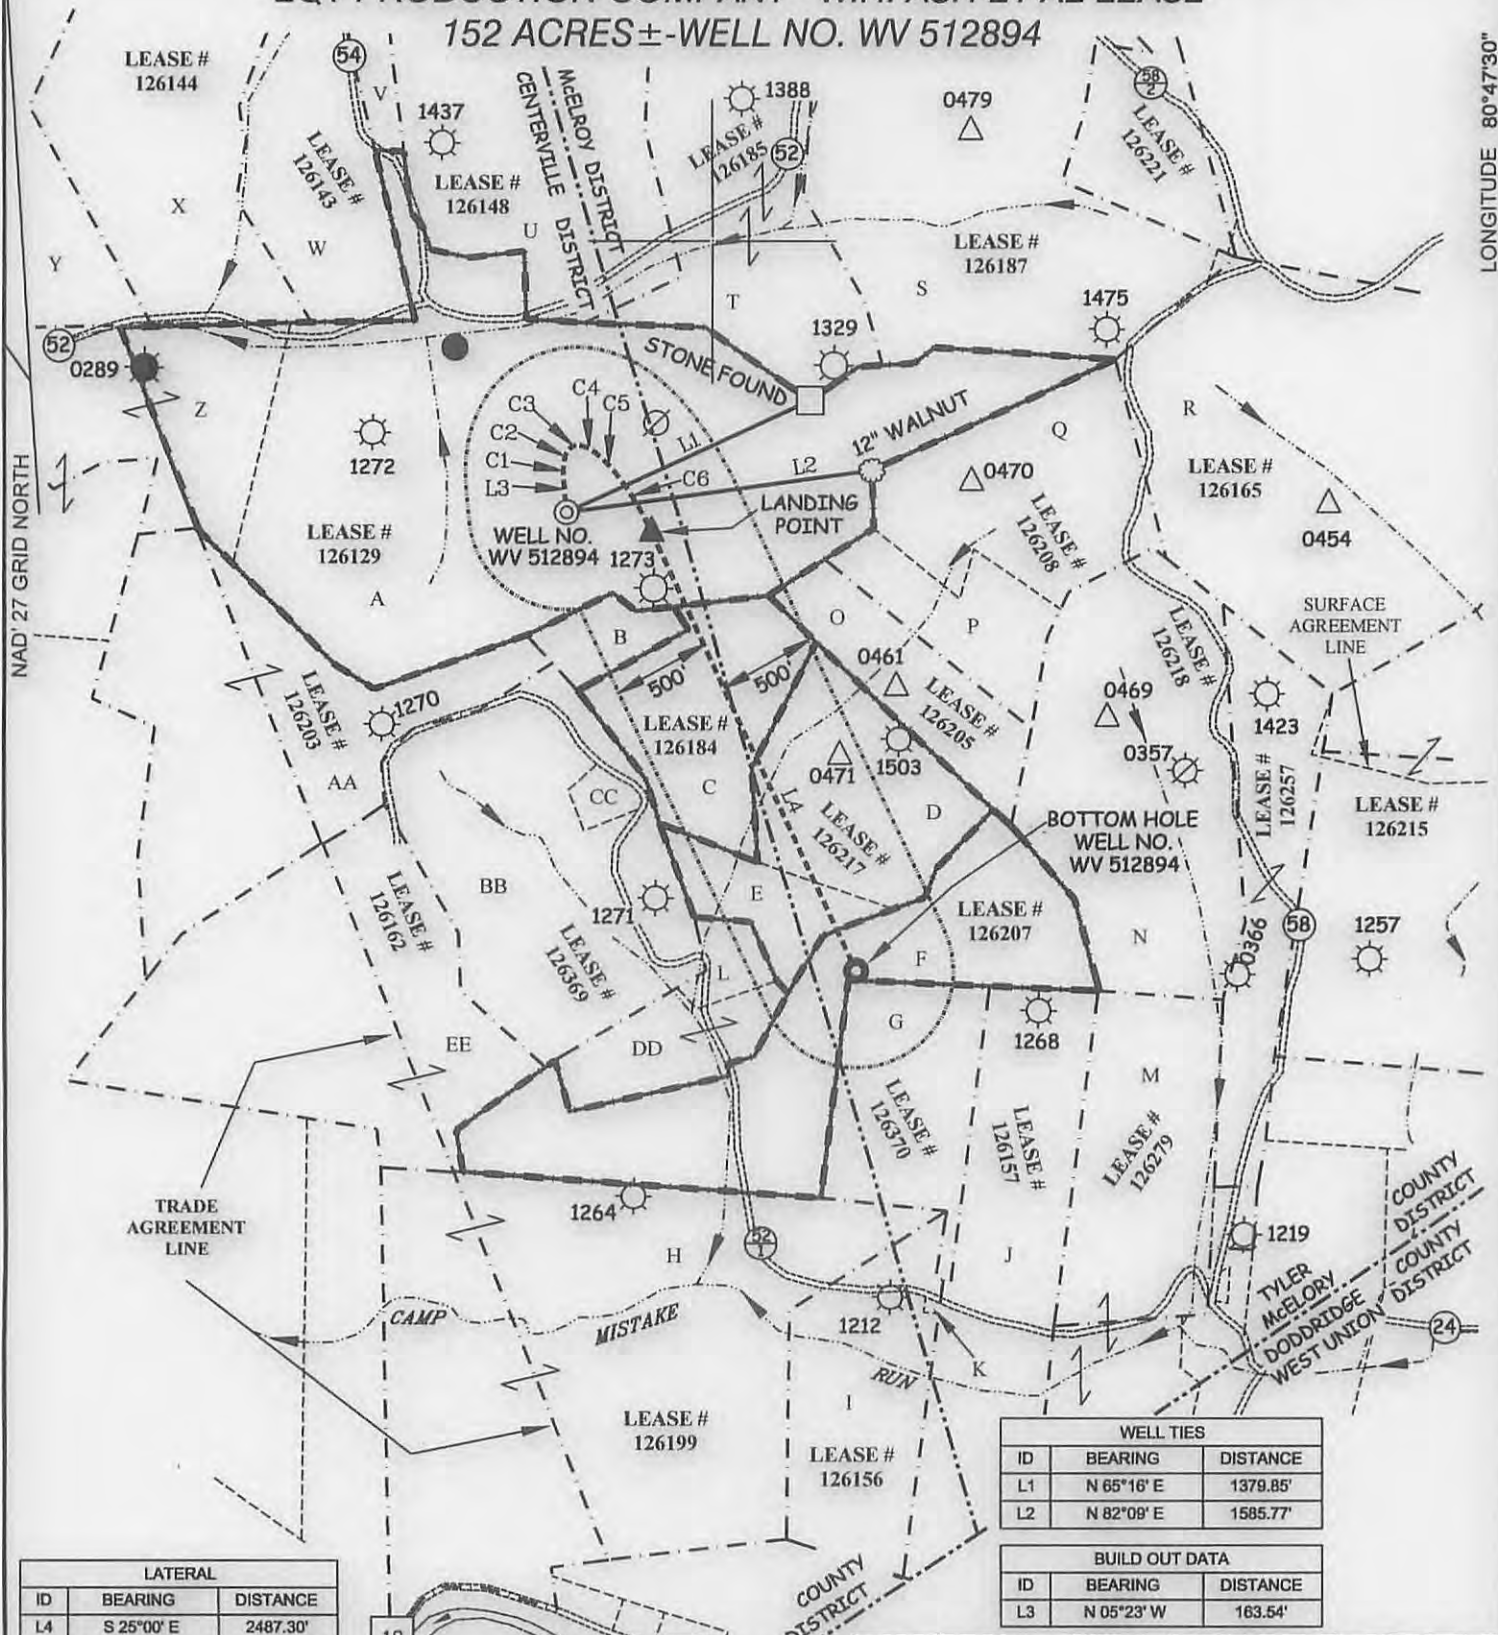 152 ACRES±-WELL NO. WV 512894
LONGITUDE 80°47'30"
NAD' 27 GRID NORTH
LEASE #
126144
54
V
1437
McELROY DISTRICT
CENTERVILLE DISTRICT
1388
LEASE #
126185
52
0479
58
2
LEASE #
126221
LEASE #
126143
LEASE #
126148
X
W
U
Y
LEASE #
126187
S
T
1475
1329
52
0289
STONE FOUND
Z
C4
C3
C5
C2
C1
L3
L1
12" WALNUT
Q
R
1272
L2
C6
0470
LEASE #
126165
LANDING
POINT
WELL NO.
WV 512894
1273
LEASE #
126129
LEASE #
126208
0454
A
B
O
P
SURFACE
AGREEMENT
LINE
LEASE #
126218
0461
500'
500'
LEASE #
126203
1270
LEASE #
126184
LEASE #
126205
0469
1423
0357
0471
1503
AA
CC
C
L4
D
LEASE #
126217
LEASE #
126257
LEASE #
126215
BOTTOM HOLE
WELL NO.
WV 512894
LEASE #
126162
BB
E
1271
LEASE #
126369
LEASE #
126207
N
0366
58
1257
L
F
G
1268
EE
DD
M
LEASE #
126370
LEASE #
126157
LEASE #
126279
TRADE
AGREEMENT
LINE
1264
H
52
1
J
1219
COUNTY
DISTRICT
COUNTY
DISTRICT
TYLER
McELORY
DODDRIDGE
WEST UNION
24
CAMP
MISTAKE
RUN
1212
K
I
LEASE #
126199
LEASE #
126156
WELL TIES
ID BEARING DISTANCE
L1 N 65°16' E 1379.85'
L2 N 82°09' E 1585.77'
BUILD OUT DATA
ID BEARING DISTANCE
L3 N 05°23' W 163.54'
LATERAL
ID BEARING DISTANCE
L4 S 25°00' E 2487.30'
COUNTY
DISTRICT